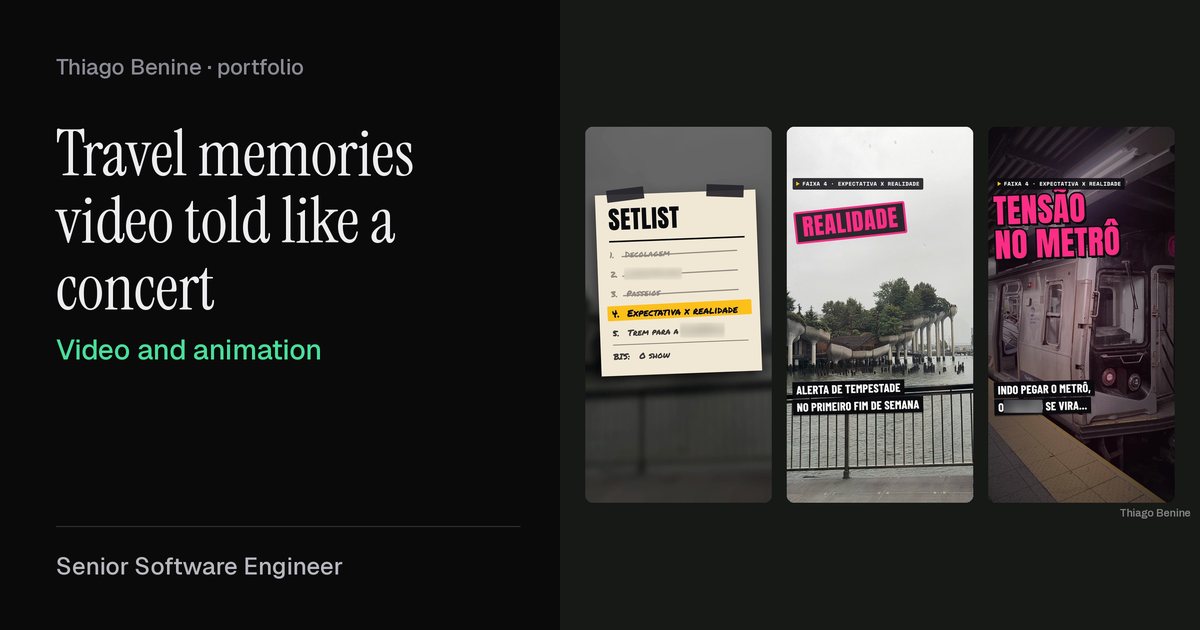 Thiago Benine · portfolio
Travel memories
video told like a
concert
Video and animation
Senior Software Engineer
SETLIST
1. DECOLAGEM
2.
3. PASSEIOS
4. EXPECTATIVA X REALIDADE
5. TREM PARA A
BIS: O SHOW
▶ FAIXA 4 · EXPECTATIVA X REALIDADE
REALIDADE
ALERTA DE TEMPESTADE
NO PRIMEIRO FIM DE SEMANA
▶ FAIXA 4 · EXPECTATIVA X REALIDADE
TENSÃO
NO METRÔ
INDO PEGAR O METRÔ,
O SE VIRA...
Thiago Benine